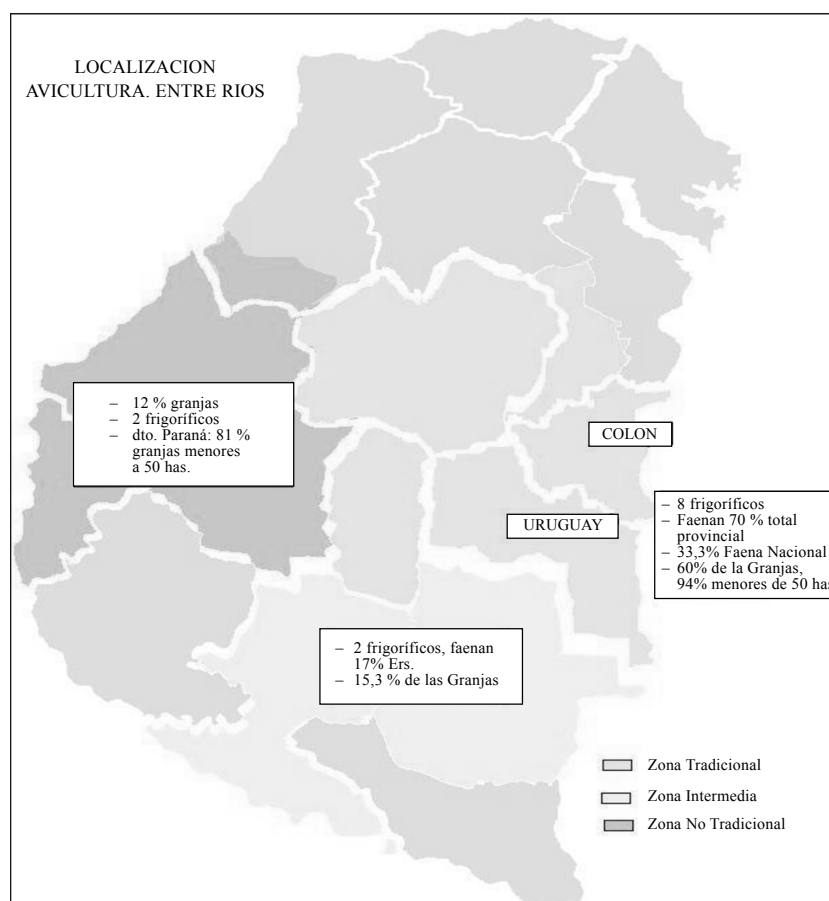 LOCALIZACION
AVICULTURA. ENTRE RIOS
– 12 % granjas
– 2 frigoríficos
– dto. Paraná: 81 %
granjas menores
a 50 has.
COLON
URUGUAY
– 8 frigoríficos
– Faenan 70 % total
provincial
– 33,3% Faena Nacional
– 60% de la Granjas,
94% menores de 50 has
– 2 frigoríficos, faenan
17% Ers.
– 15,3 % de las Granjas
Zona Tradicional
Zona Intermedia
Zona No Tradicional